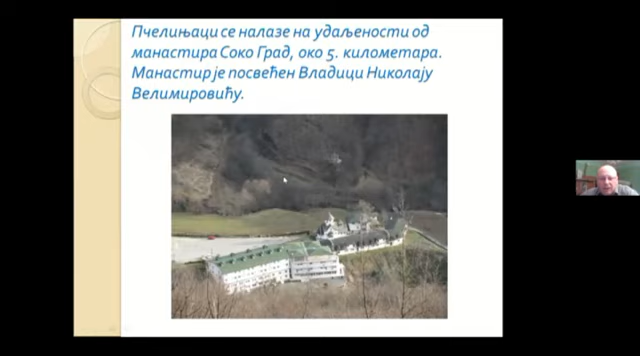 Пчелињаци се налазе на удаљености од
манастира Соко Град, око 5. километара.
Манастир је посвећен Владици Николају
Велимировићу.